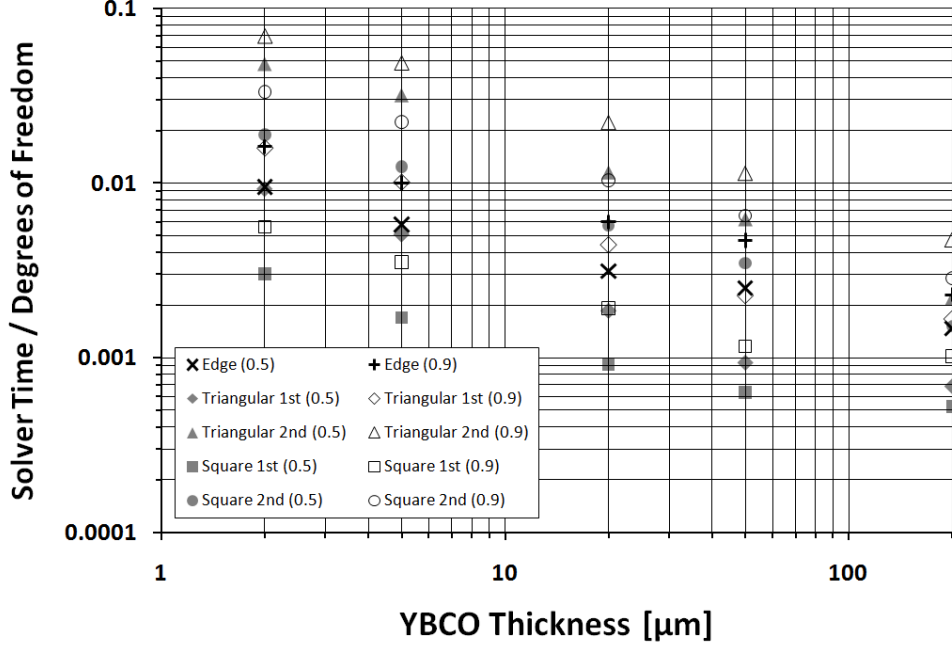 Solver Time / Degrees of Freedom
0.1
0.01
0.001
0.0001
Edge (0.5)
Edge (0.9)
Triangular 1st (0.5)
Triangular 1st (0.9)
Triangular 2nd (0.5)
Triangular 2nd (0.9)
Square 1st (0.5)
Square 1st (0.9)
Square 2nd (0.5)
Square 2nd (0.9)
1
10
100
YBCO Thickness [µm]